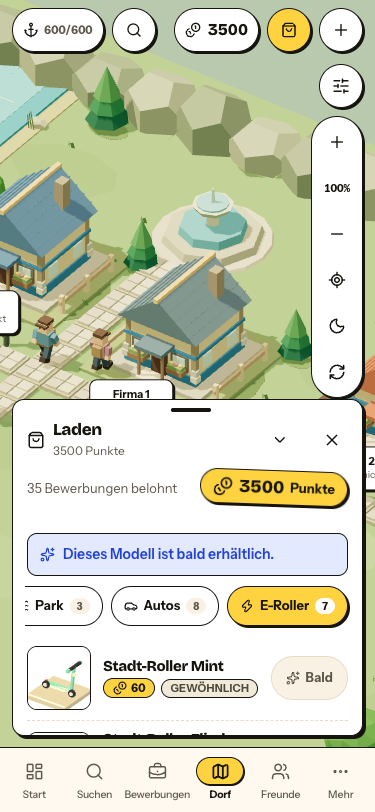 600/600
3500
100%
Firma 1
Laden
3500 Punkte
35 Bewerbungen belohnt
3500 Punkte
Dieses Modell ist bald erhältlich.
Park 3
Autos 8
E-Roller 7
Stadt-Roller Mint
60 GEWÖHNLICH
Bald
Start
Suchen
Bewerbungen
Dorf
Freunde
Mehr